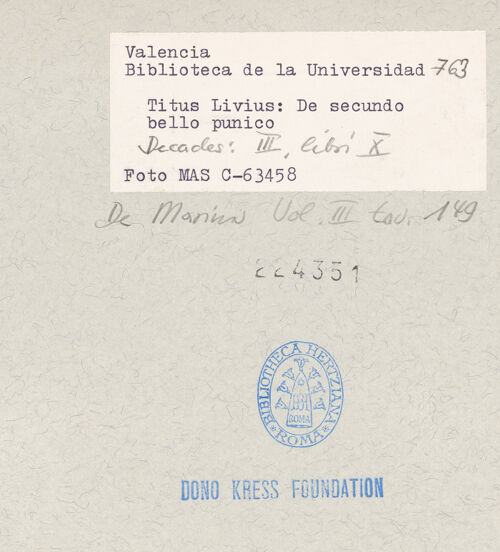 Valencia
Biblioteca de la Universidad 763
Titus Livius: De secundo
bello punico
Decades: III, libri X
Foto MAS C-63458
De Marinis Vol. III tav. 149
224351
BIBLIOTHECA HERTZIANA
ROMA
ROMA
DONO KRESS FOUNDATION